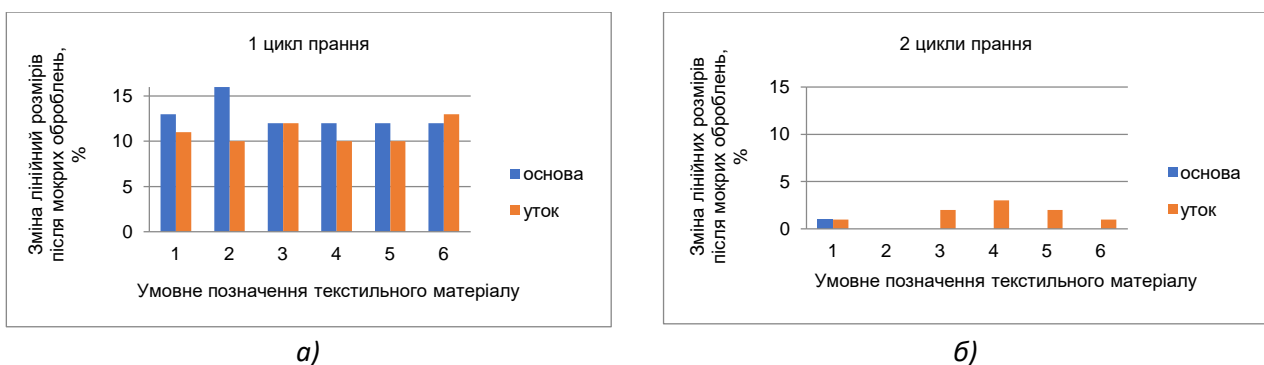 1 цикл прання
Зміна лінійний розмірів
після мокрих оброблень,
%
15
10
5
0
1 2 3 4 5 6
Умовне позначення текстильного матеріалу
основа
уток
а)
2 цикли прання
Зміна лінійних розмірів
після мокрих оброблень,
%
15
10
5
0
1 2 3 4 5 6
Умовне позначення текстильного матеріалу
основа
уток
б)